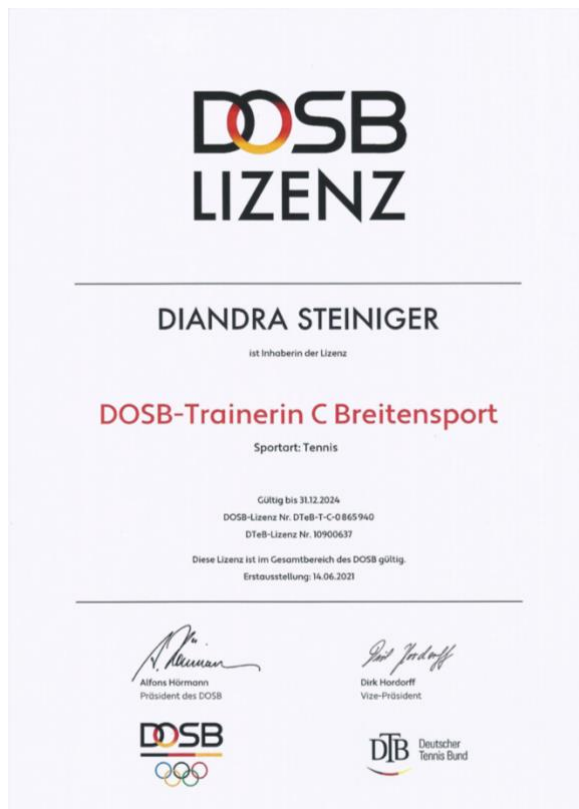 DOSB
LIZENZ
DIANDRA STEINIGER
ist Inhaberin der Lizenz
DOSB-Trainerin C Breitensport
Sportart: Tennis
Gültig bis 31.12.2024
DOSB-Lizenz Nr. DTeB-T-C-0865940
DTeB-Lizenz Nr. 10900637
Diese Lizenz ist im Gesamtbereich des DOSB gültig.
Erstausstellung: 14.06.2021
Alfons Hörmann
Präsident des DOSB
Dirk Hordorff
Vize-Präsident
DOSB
DTB Deutscher
Tennis Bund